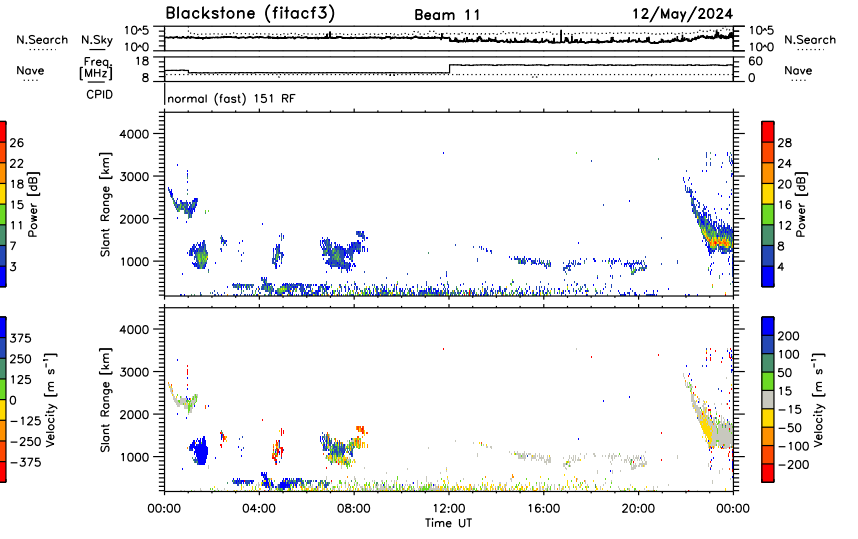 Blackstone (fitacf3) Beam 11 12/May/2024
N.Search N.Sky 10^5 10^0 10^5 10^0 N.Search
Nave Freq. [MHz] 18 8 60 0 Nave
CPID normal (fast) 151 RF
Power [dB] 26 22 18 15 11 7 3
Slant Range [km] 4000 3000 2000 1000
28 24 20 16 12 8 4 Power [dB]
Velocity [m s⁻¹] 375 250 125 0 −125 −250 −375
Slant Range [km] 4000 3000 2000 1000
200 100 50 15 −15 −50 −100 −200 Velocity [m s⁻¹]
00:00 04:00 08:00 12:00 16:00 20:00 00:00
Time UT